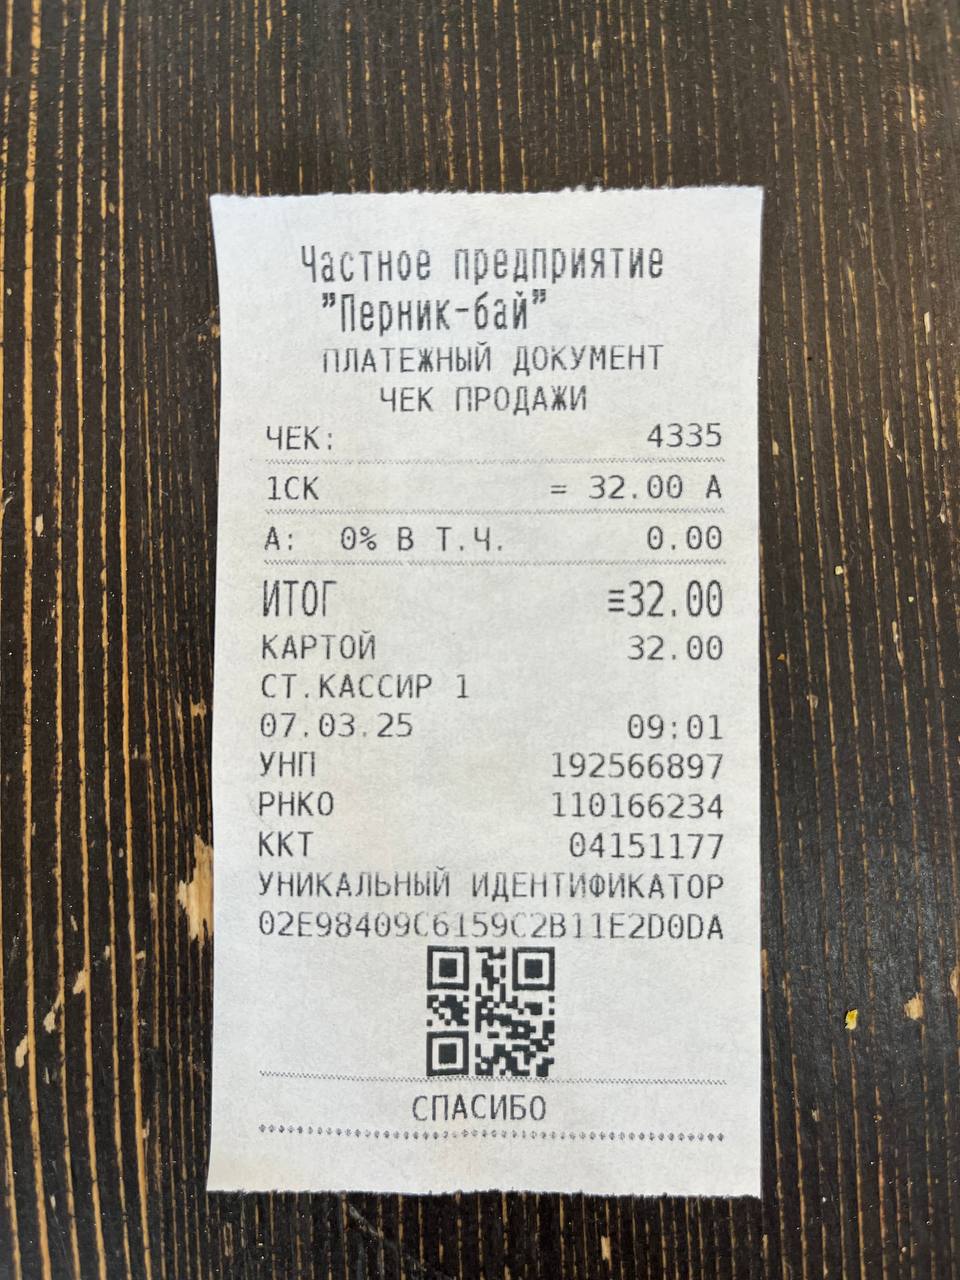 Частное предприятие
"Перник-бай"
ПЛАТЕЖНЫЙ ДОКУМЕНТ
ЧЕК ПРОДАЖИ
ЧЕК: 4335
1СК = 32.00 А
А: 0% В Т.Ч. 0.00
ИТОГ ≡32.00
КАРТОЙ 32.00
СТ.КАССИР 1
07.03.25 09:01
УНП 192566897
РНКО 110166234
ККТ 04151177
УНИКАЛЬНЫЙ ИДЕНТИФИКАТОР
02E98409C6159C2B11E2D0DA
СПАСИБО